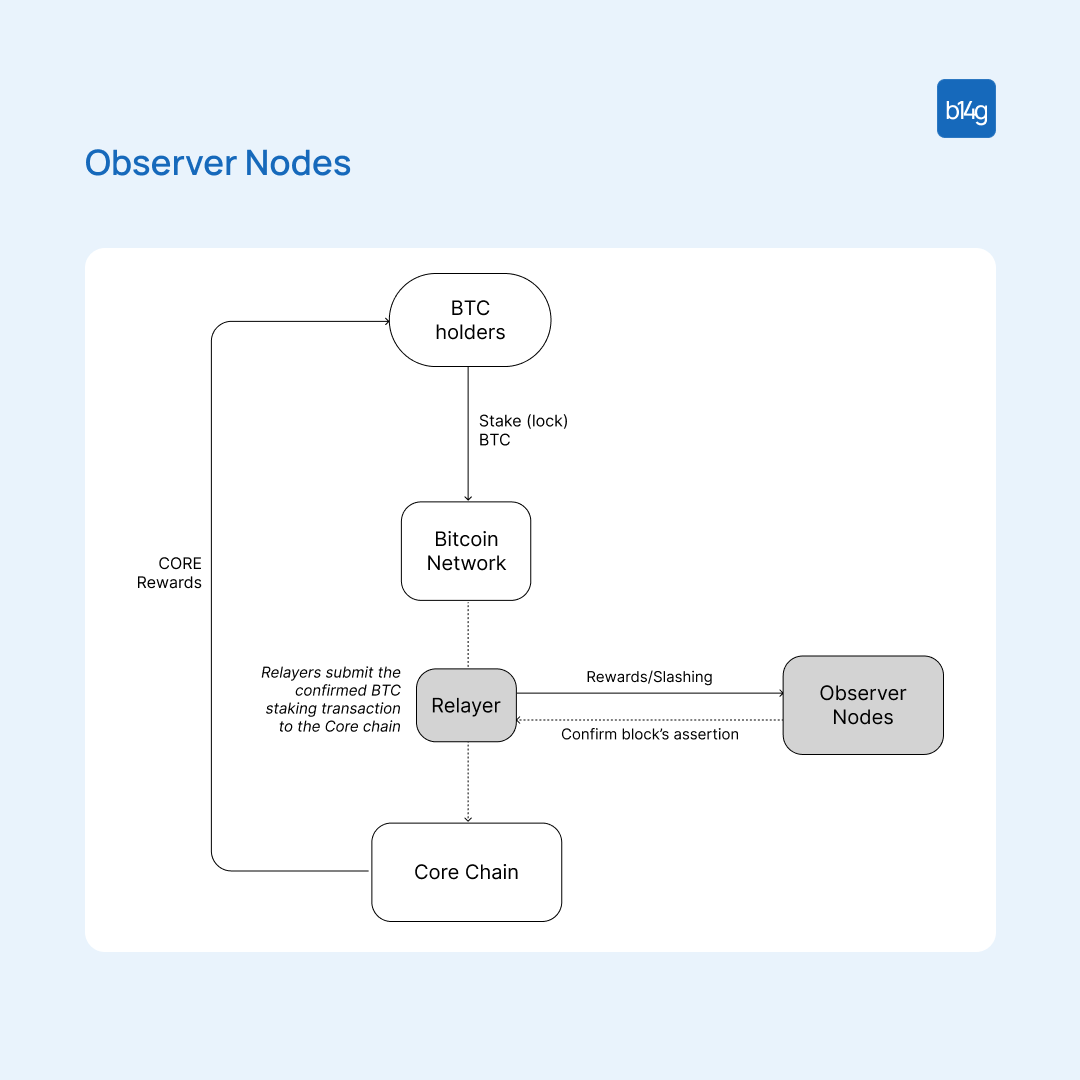 b14g
Observer Nodes
BTC
holders
Stake (lock)
BTC
Bitcoin
Network
CORE
Rewards
Relayers submit the
confirmed BTC
staking transaction
to the Core chain
Relayer
Rewards/Slashing
Confirm block’s assertion
Observer
Nodes
Core Chain